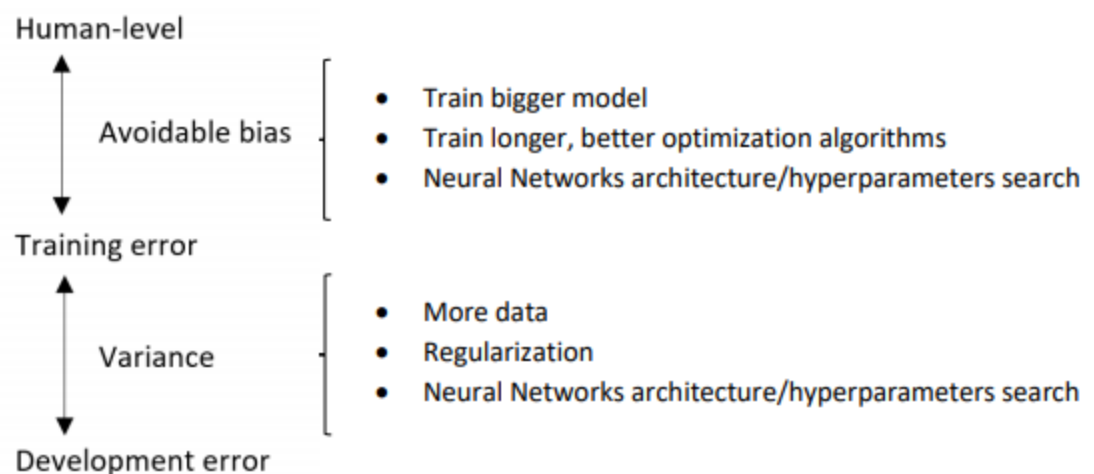 Human-level
Avoidable bias
• Train bigger model
• Train longer, better optimization algorithms
• Neural Networks architecture/hyperparameters search
Training error
Variance
• More data
• Regularization
• Neural Networks architecture/hyperparameters search
Development error